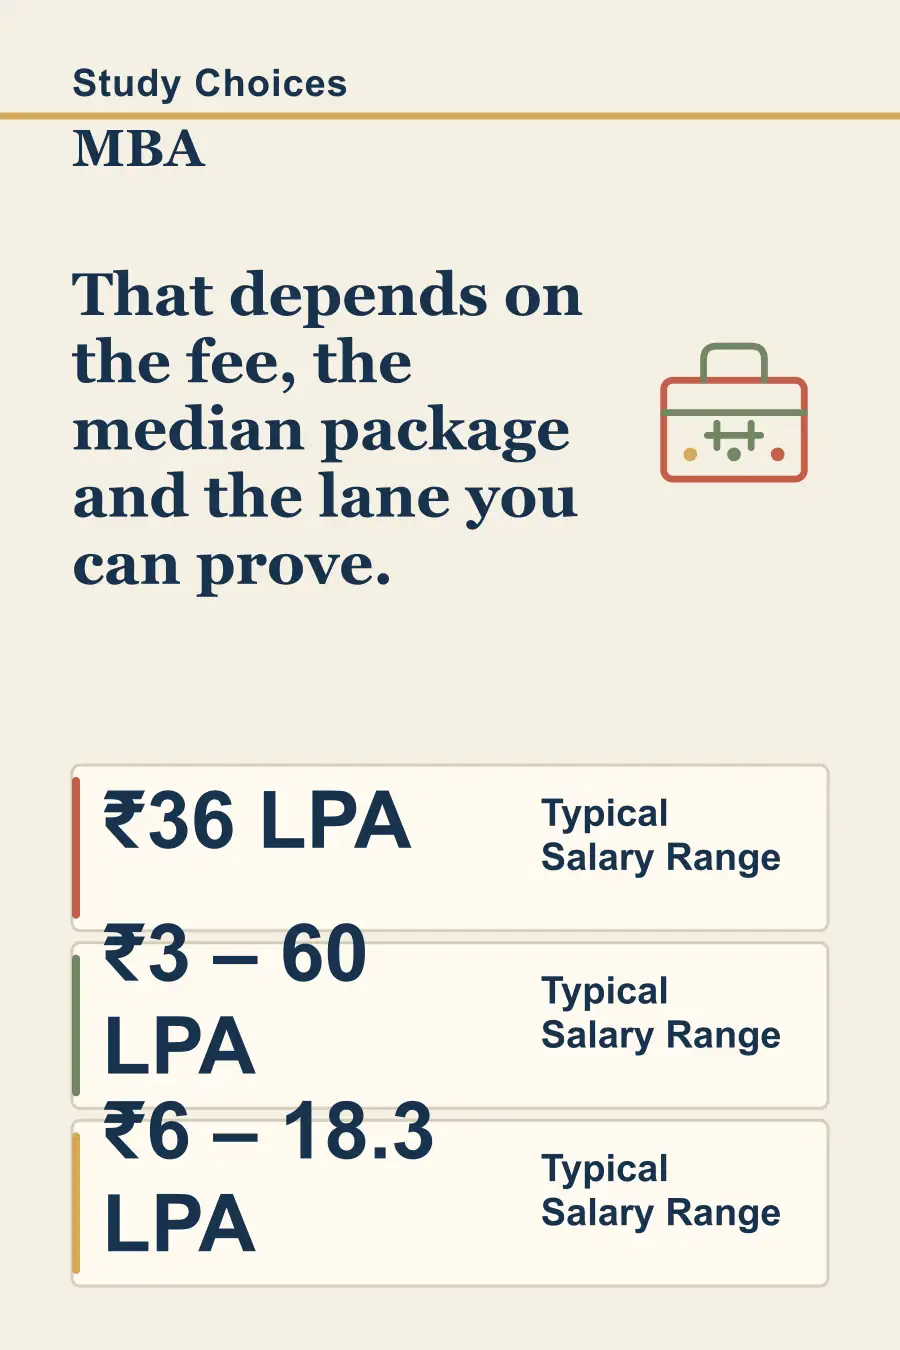 Study Choices
MBA
That depends on
the fee, the
median package
and the lane you
can prove.
₹36 LPA
Typical
Salary Range
₹3 – 60
LPA
Typical
Salary Range
₹6 – 18.3
LPA
Typical
Salary Range